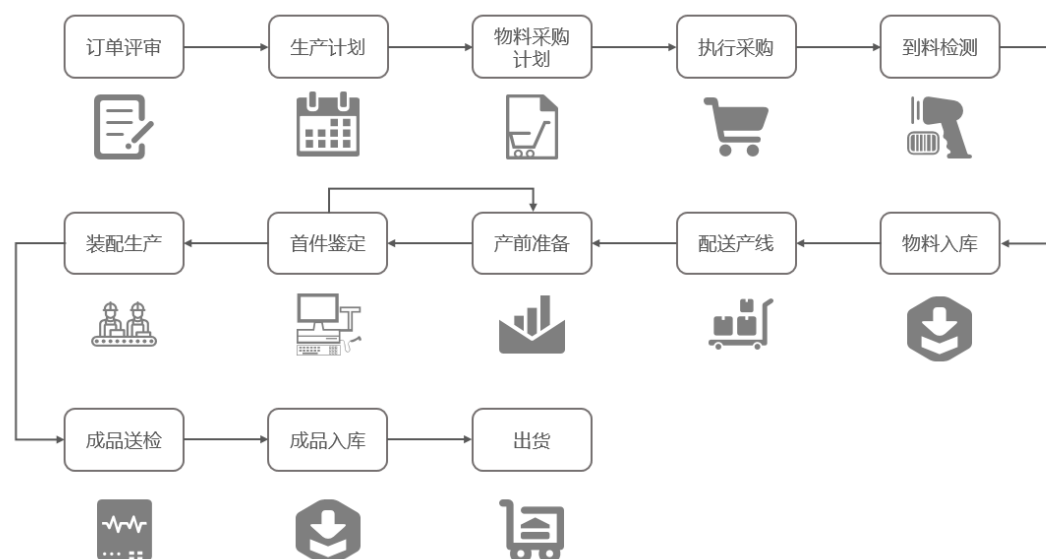 订单评审
生产计划
物料采购
计划
执行采购
到料检测
装配生产
首件鉴定
产前准备
配送产线
物料入库
成品送检
成品入库
出货